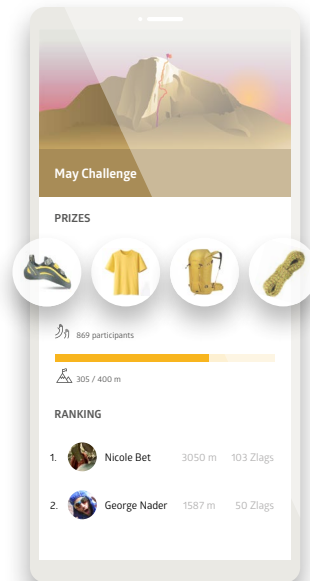 May Challenge
PRIZES
869 participants
305 / 400 m
RANKING
1. Nicole Bet 3050 m 103 Zlags
2. George Nader 1587 m 50 Zlags